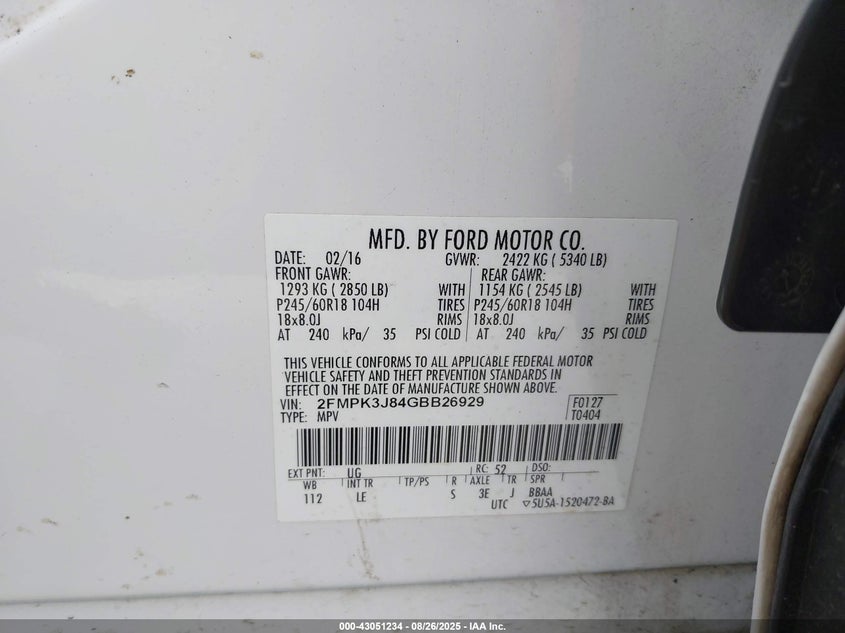 MFD. BY FORD MOTOR CO.
DATE: 02/16 GVWR: 2422 KG ( 5340 LB)
FRONT GAWR: REAR GAWR:
1293 KG ( 2850 LB) WITH 1154 KG ( 2545 LB) WITH
P245/60R18 104H TIRES P245/60R18 104H TIRES
18x8.0J RIMS 18x8.0J RIMS
AT 240 kPa/ 35 PSI COLD AT 240 kPa/ 35 PSI COLD
THIS VEHICLE CONFORMS TO ALL APPLICABLE FEDERAL MOTOR
VEHICLE SAFETY AND THEFT PREVENTION STANDARDS IN
EFFECT ON THE DATE OF MANUFACTURE SHOWN ABOVE.
VIN: 2FMPK3J84GBB26929 F0127
TYPE: MPV T0404
EXT PNT: UG RC: 52 DSO:
WB INT TR TP/PS R AXLE TR SPR
112 LE S 3E J BBAA
UTC ▽5U5A-1520472-BA
000-43051234 - 08/26/2025 - IAA Inc.